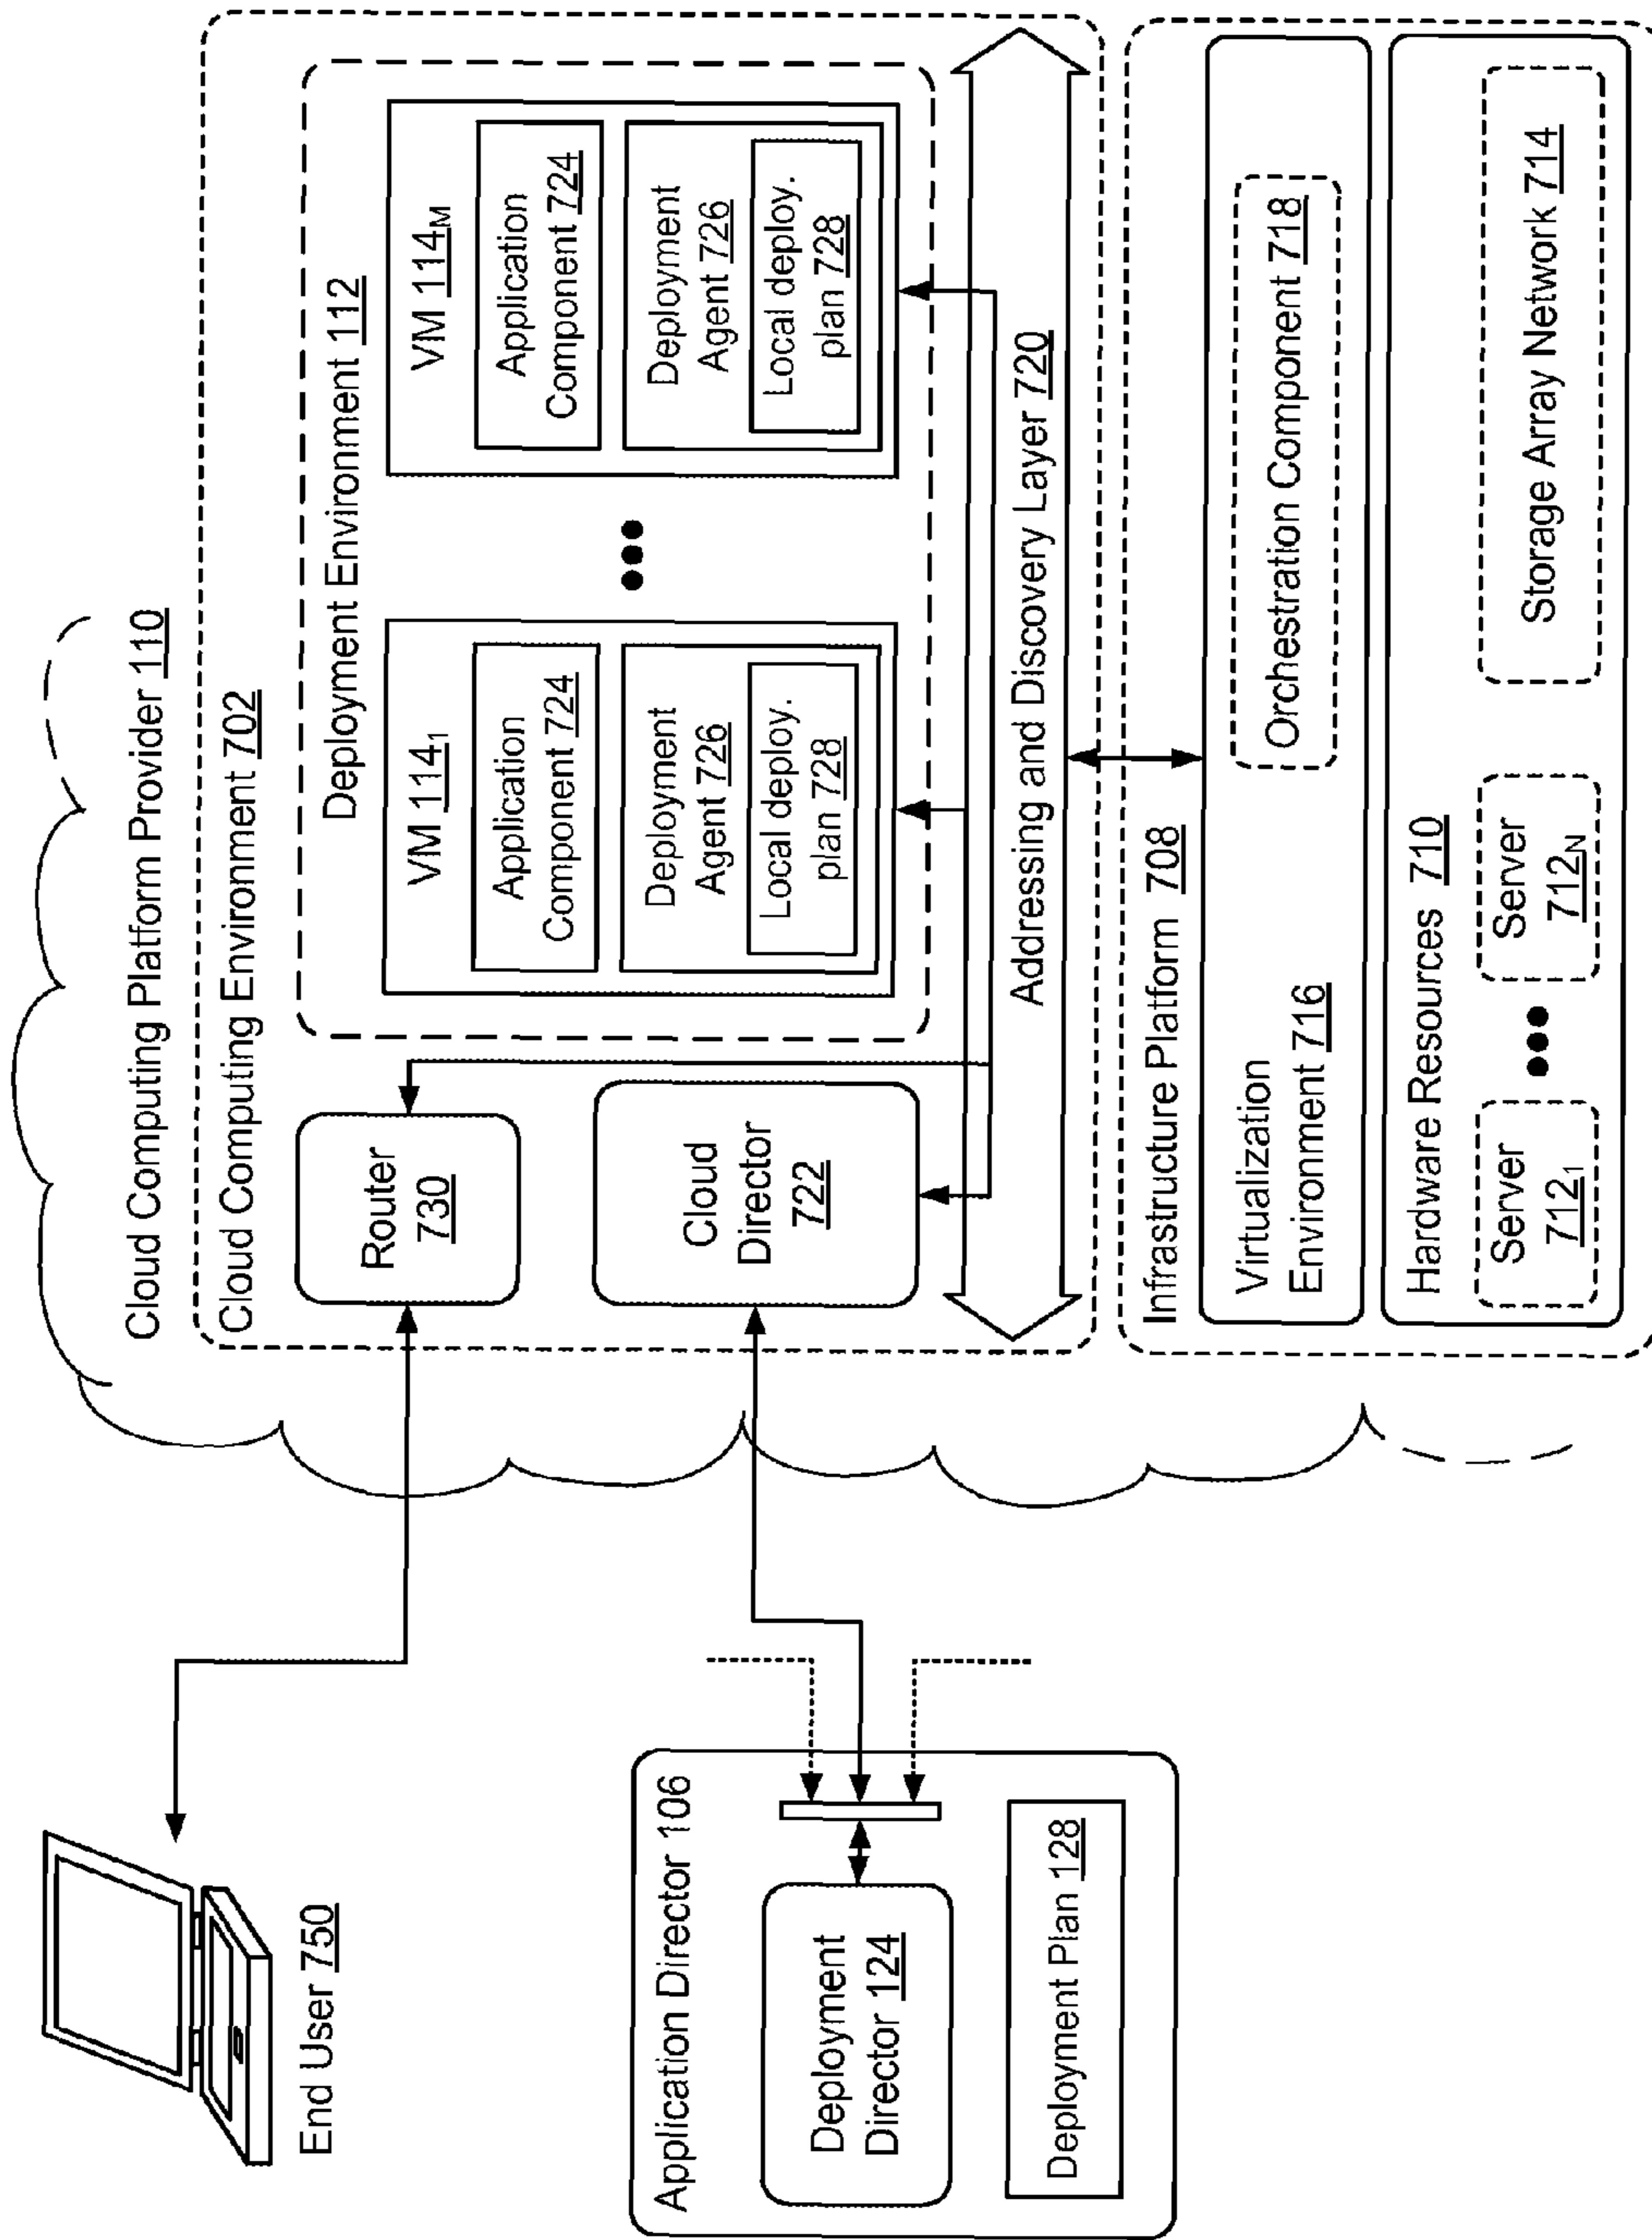 Cloud Computing Platform Provider 110
Cloud Computing Environment 702
Deployment Environment 112
Router
730
Cloud
Director
722
VM 114₁
Application
Component 724
Deployment
Agent 726
Local deploy.
plan 728
•••
VM 114M
Application
Component 724
Deployment
Agent 726
Local deploy.
plan 728
Addressing and Discovery Layer 720
Infrastructure Platform 708
Virtualization
Environment 716
Orchestration Component 718
Hardware Resources 710
Server
712₁
•••
Server
712N
Storage Array Network 714
End User 750
Application Director 106
Deployment
Director 124
Deployment Plan 128